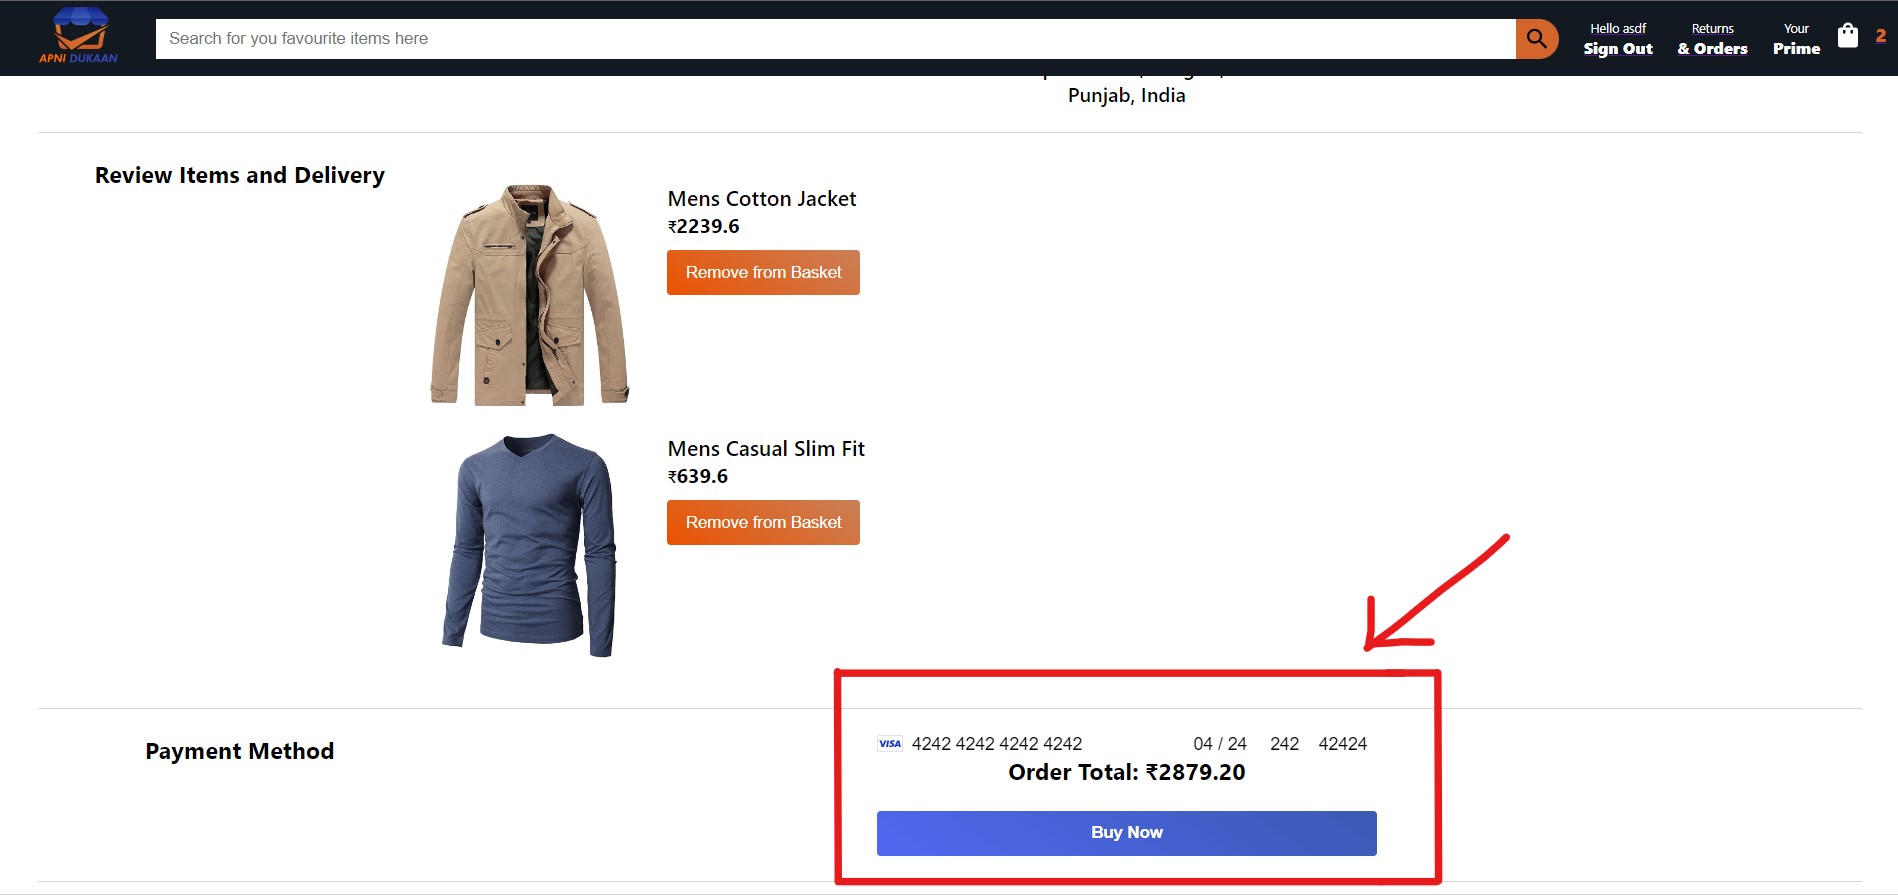 APNI DUKAAN
Search for you favourite items here
Hello asdf
Sign Out
Returns
& Orders
Your
Prime
2
Punjab, India
Review Items and Delivery
Mens Cotton Jacket
₹2239.6
Remove from Basket
Mens Casual Slim Fit
₹639.6
Remove from Basket
Payment Method
VISA 4242 4242 4242 4242 04 / 24 242 42424
Order Total: ₹2879.20
Buy Now